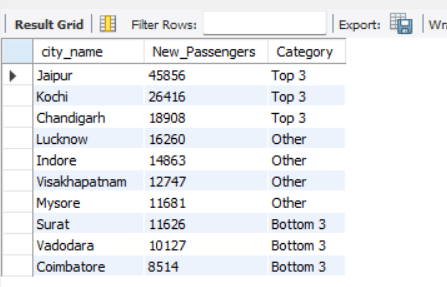 Result Grid Filter Rows: Export:
city_name New_Passengers Category
Jaipur 45856 Top 3
Kochi 26416 Top 3
Chandigarh 18908 Top 3
Lucknow 16260 Other
Indore 14863 Other
Visakhapatnam 12747 Other
Mysore 11681 Other
Surat 11626 Bottom 3
Vadodara 10127 Bottom 3
Coimbatore 8514 Bottom 3